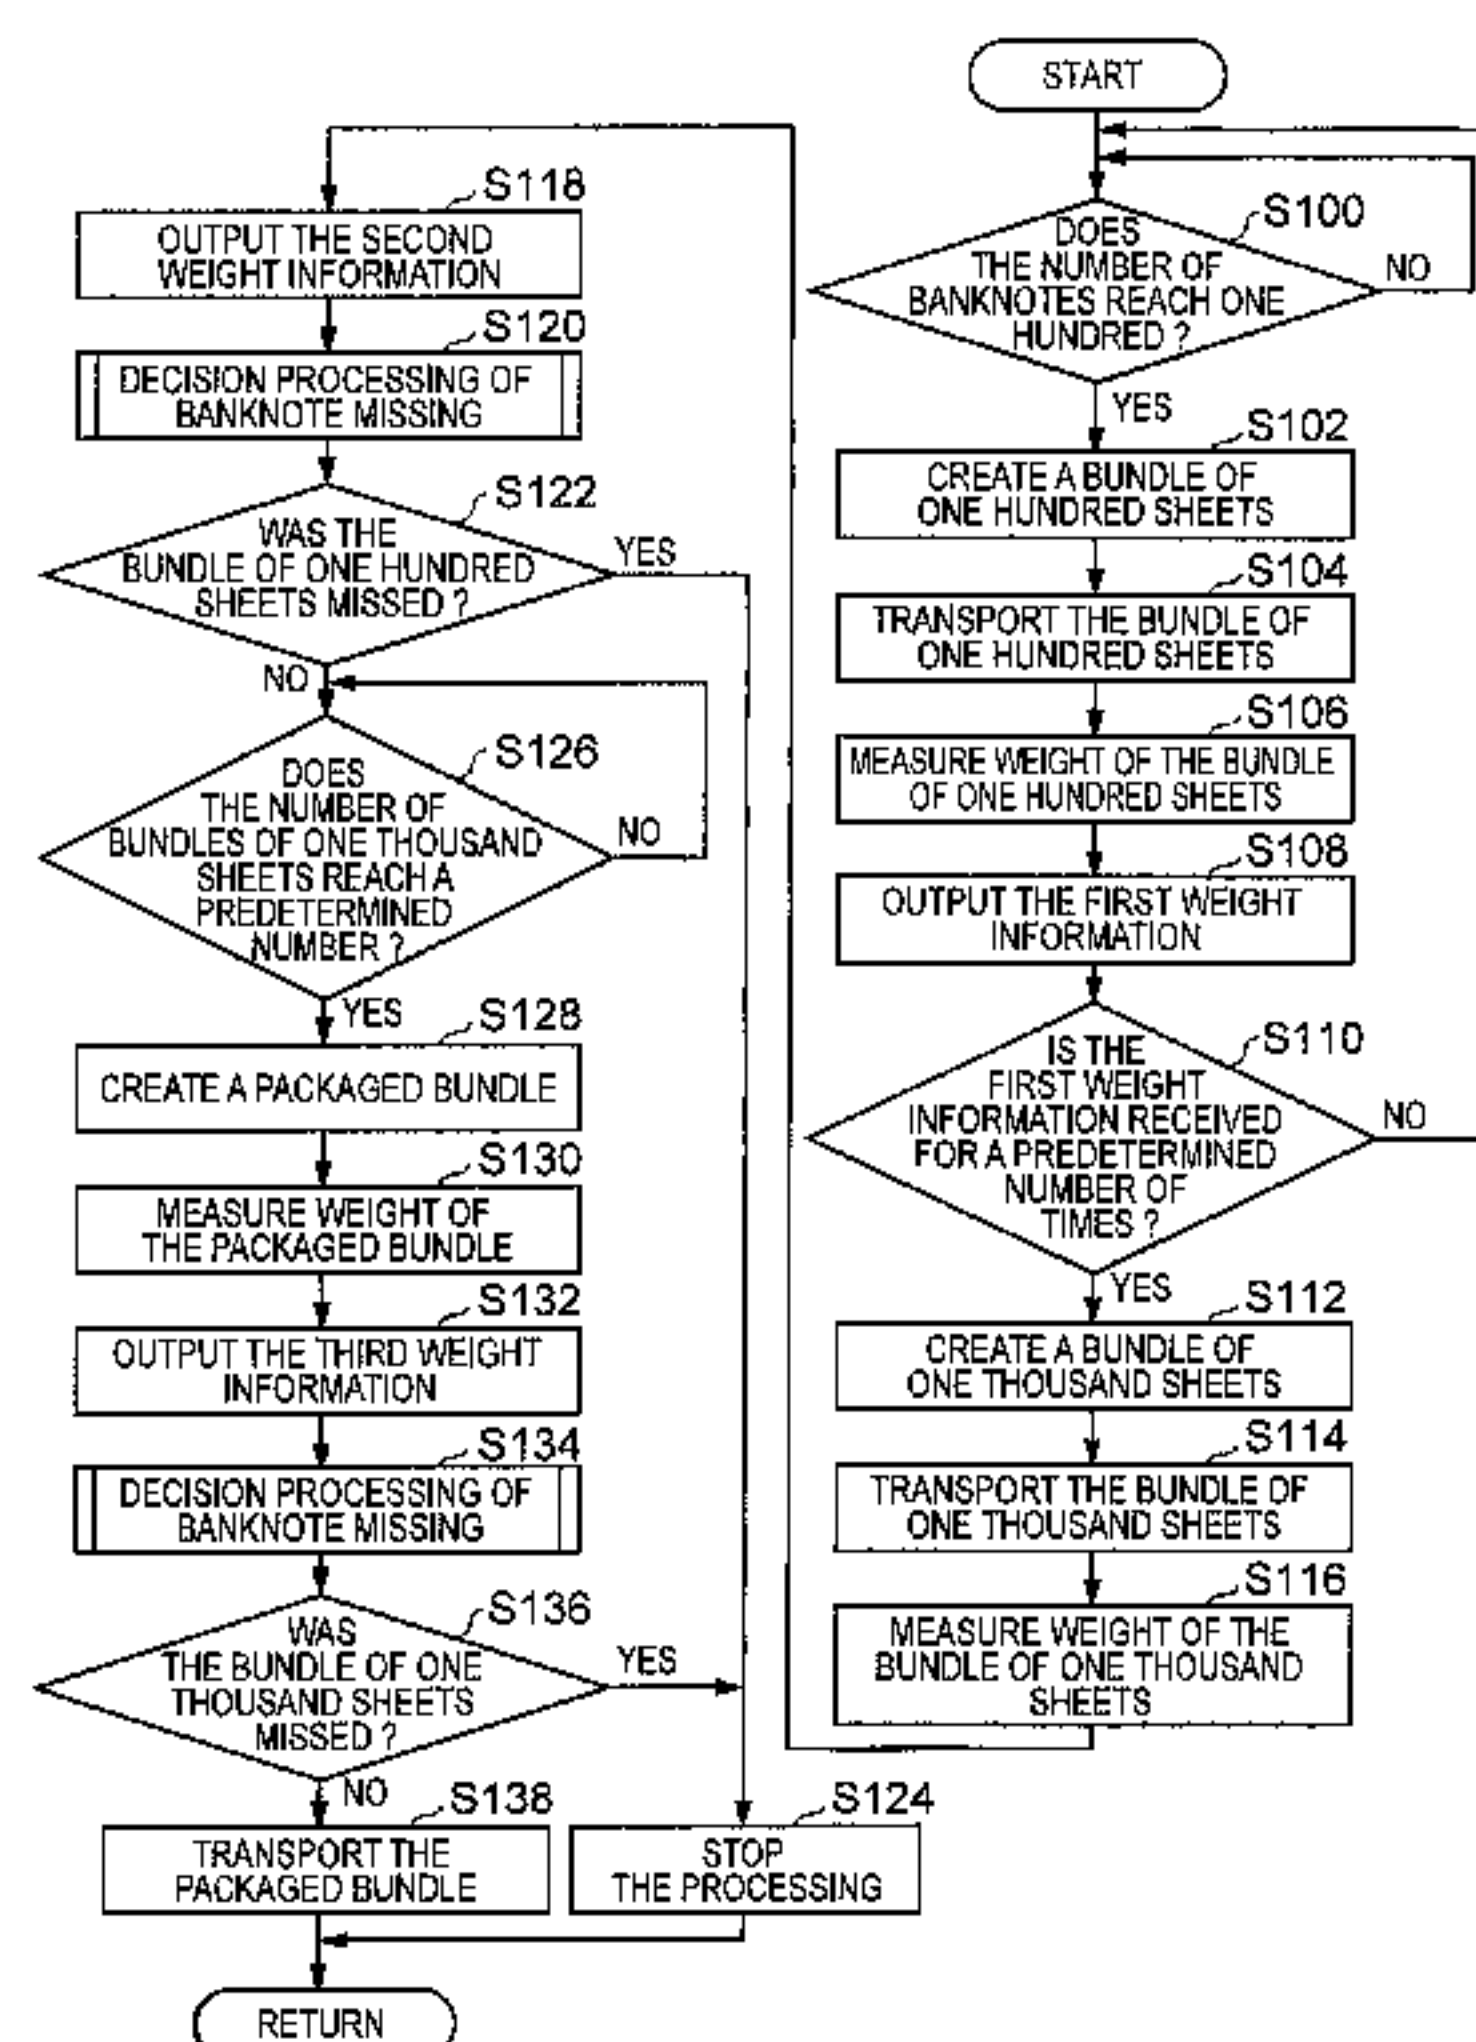 START
S100
DOES
THE NUMBER OF
BANKNOTES REACH ONE
HUNDRED ?
NO
YES
S102
CREATE A BUNDLE OF
ONE HUNDRED SHEETS
S104
TRANSPORT THE BUNDLE OF
ONE HUNDRED SHEETS
S106
MEASURE WEIGHT OF THE BUNDLE
OF ONE HUNDRED SHEETS
S108
OUTPUT THE FIRST WEIGHT
INFORMATION
S110
IS THE
FIRST WEIGHT
INFORMATION RECEIVED
FOR A PREDETERMINED
NUMBER OF
TIMES ?
NO
YES
S112
CREATE A BUNDLE OF
ONE THOUSAND SHEETS
S114
TRANSPORT THE BUNDLE OF
ONE THOUSAND SHEETS
S116
MEASURE WEIGHT OF THE
BUNDLE OF ONE THOUSAND
SHEETS
S118
OUTPUT THE SECOND
WEIGHT INFORMATION
S120
DECISION PROCESSING OF
BANKNOTE MISSING
S122
WAS THE
BUNDLE OF ONE HUNDRED
SHEETS MISSED ?
YES
NO
S126
DOES
THE NUMBER OF
BUNDLES OF ONE THOUSAND
SHEETS REACH A
PREDETERMINED
NUMBER ?
NO
YES
S128
CREATE A PACKAGED BUNDLE
S130
MEASURE WEIGHT OF
THE PACKAGED BUNDLE
S132
OUTPUT THE THIRD WEIGHT
INFORMATION
S134
DECISION PROCESSING OF
BANKNOTE MISSING
S136
WAS
THE BUNDLE OF ONE
THOUSAND SHEETS
MISSED ?
YES
NO
S138
TRANSPORT THE
PACKAGED BUNDLE
S124
STOP
THE PROCESSING
RETURN